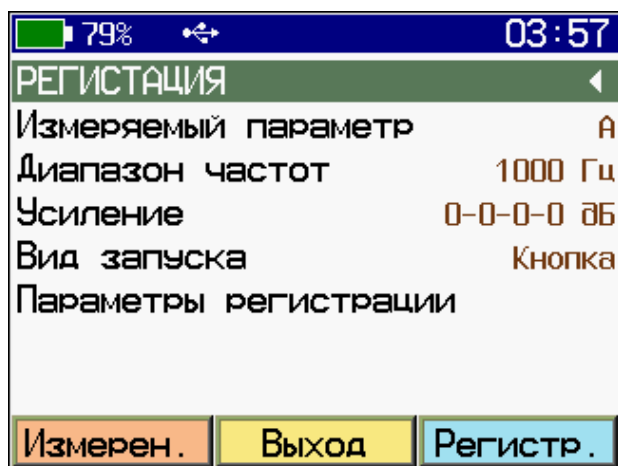 79% 03:57
РЕГИСТАЦИЯ
Измеряемый параметр А
Диапазон частот 1000 Гц
Усиление 0-0-0-0 дБ
Вид запуска Кнопка
Параметры регистрации
Измерен. Выход Регистр.